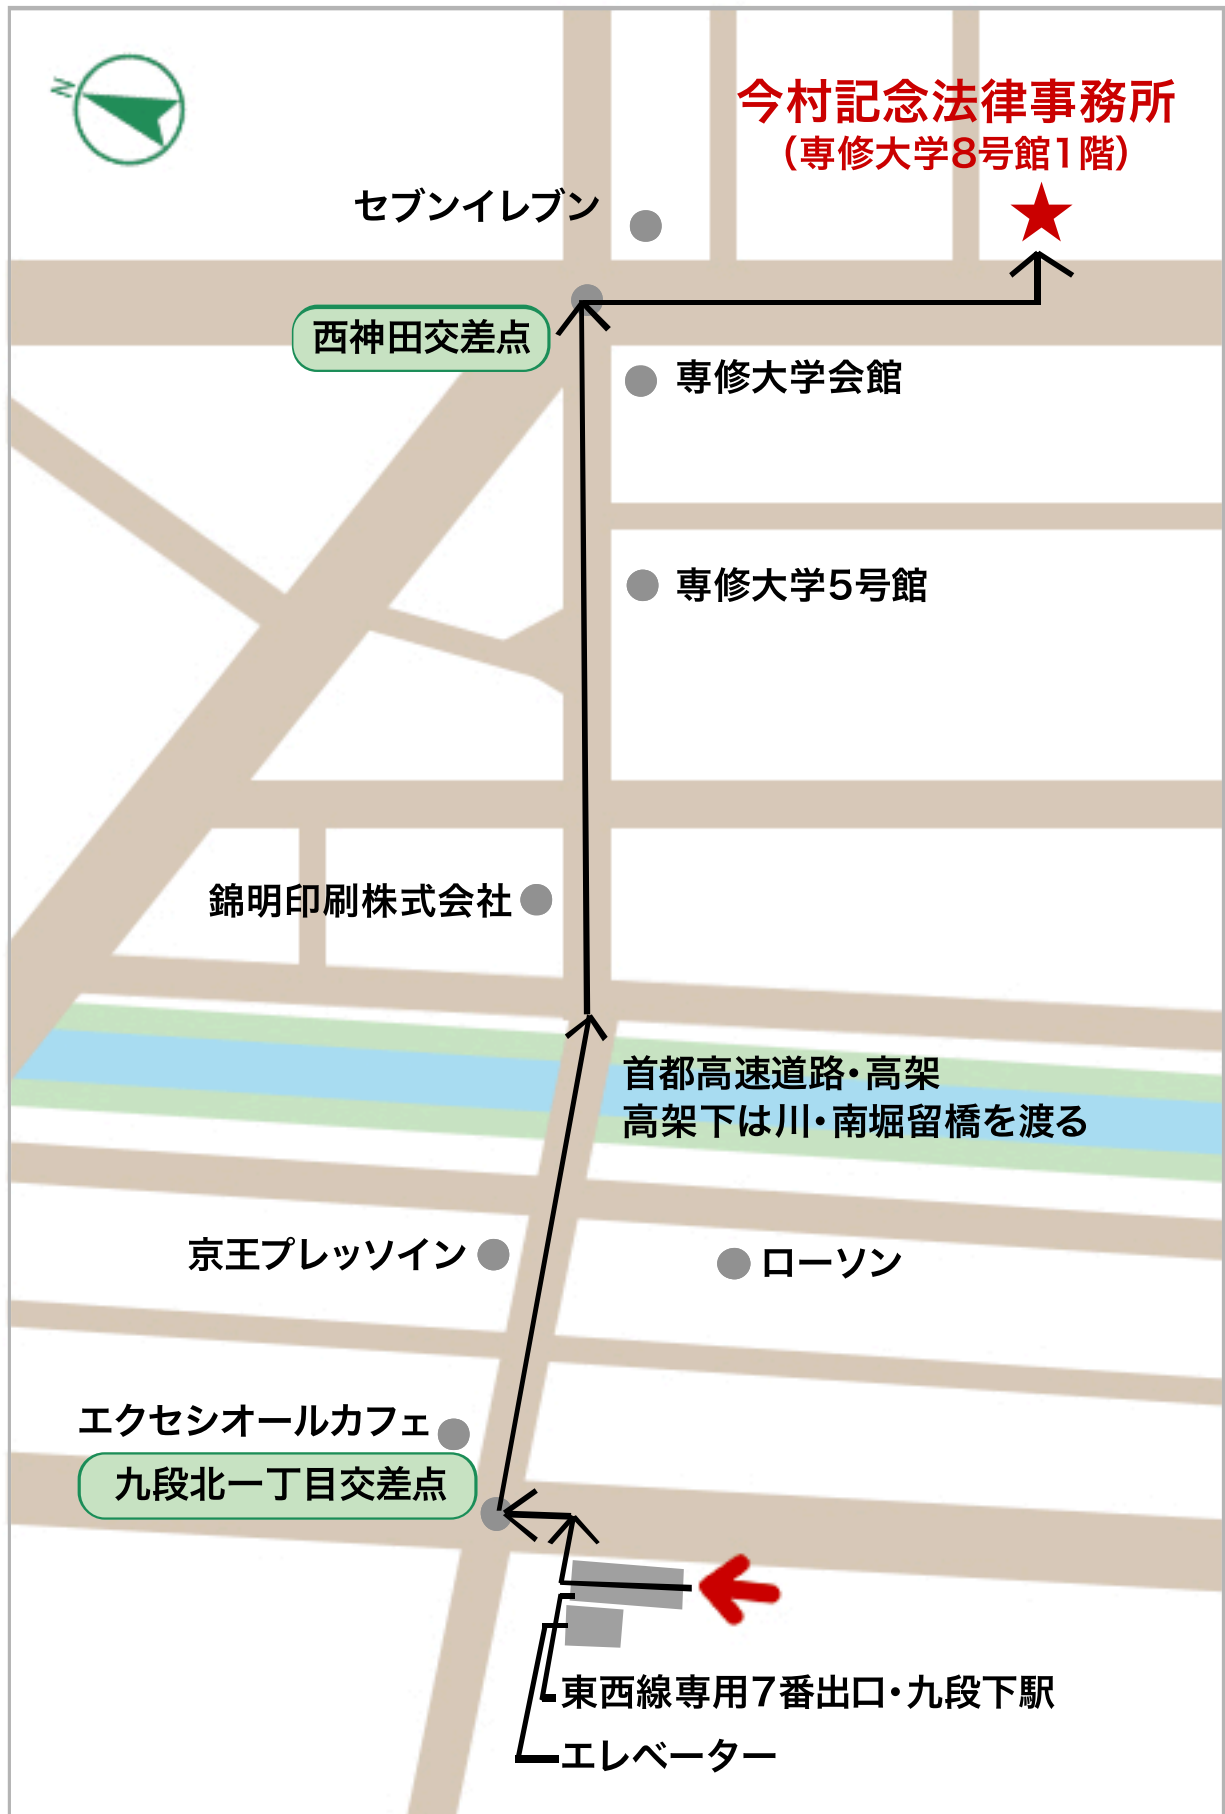 N
今村記念法律事務所
（専修大学8号館1階）
セブンイレブン
西神田交差点
専修大学会館
専修大学5号館
錦明印刷株式会社
首都高速道路・高架
高架下は川・南堀留橋を渡る
京王プレッソイン
ローソン
エクセシオールカフェ
九段北一丁目交差点
東西線専用7番出口・九段下駅
エレベーター